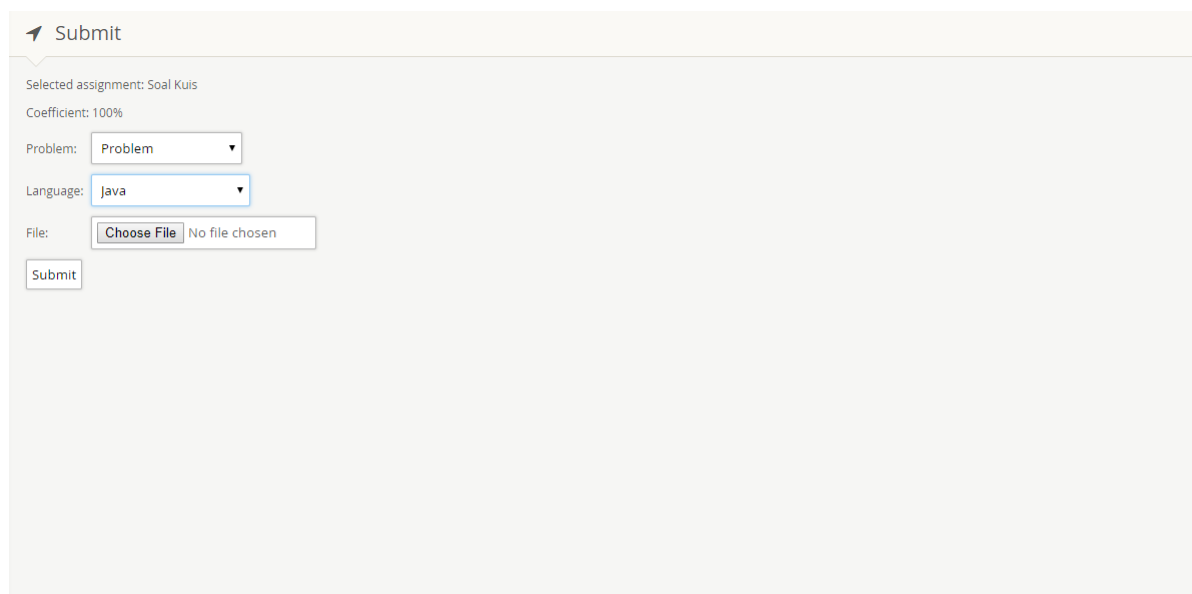 Submit
Selected assignment: Soal Kuis
Coefficient: 100%
Problem: Problem
Language: Java
File: Choose File No file chosen
Submit